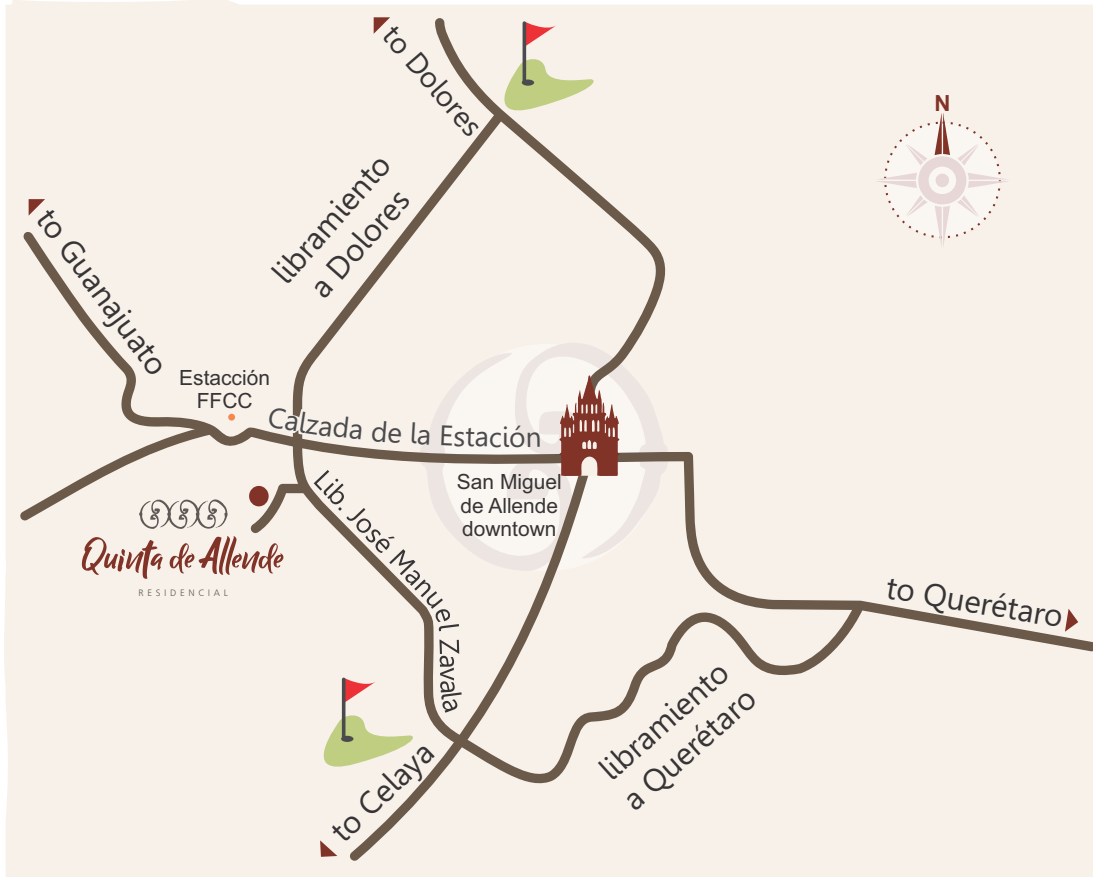 to Dolores
N
libramiento
a Dolores
to Guanajuato
Estacción
FFCC
Calzada de la Estación
San Miguel
de Allende
downtown
Lib. José Manuel Zavala
Quinta de Allende
RESIDENCIAL
to Querétaro
libramiento
a Querétaro
to Celaya